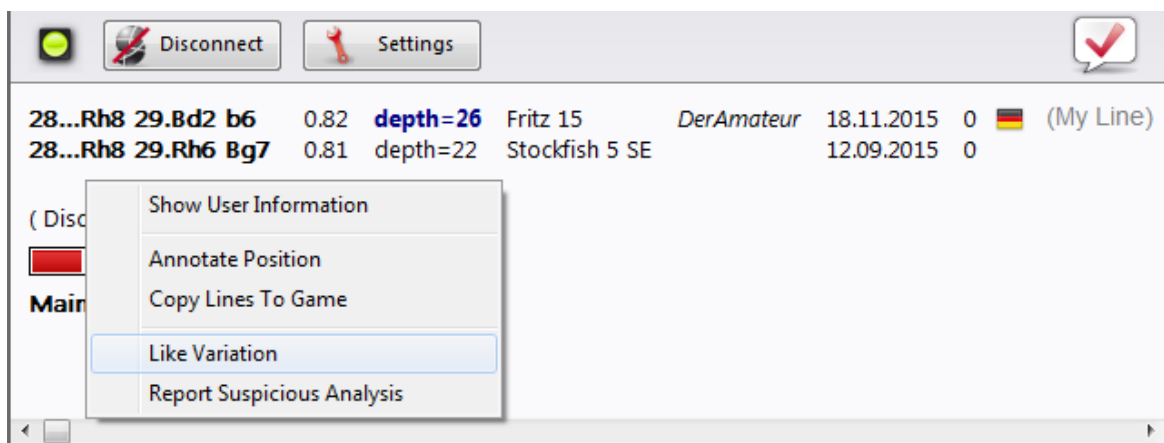 Disconnect Settings
28...Rh8 29.Bd2 b6 0.82 depth=26 Fritz 15 DerAmateur 18.11.2015 0 (My Line)
28...Rh8 29.Rh6 Bg7 0.81 depth=22 Stockfish 5 SE 12.09.2015 0
Show User Information
( Disc
Annotate Position
Copy Lines To Game
Main
Like Variation
Report Suspicious Analysis